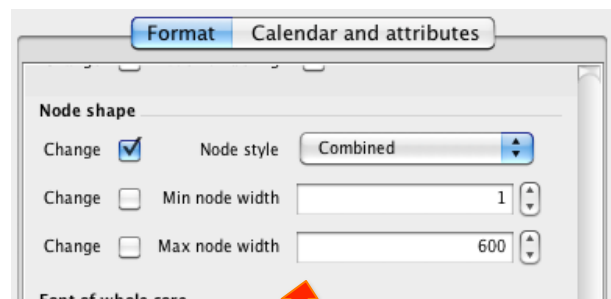 Format Calendar and attributes
Node shape
Change Node style Combined
Change Min node width 1
Change Max node width 600